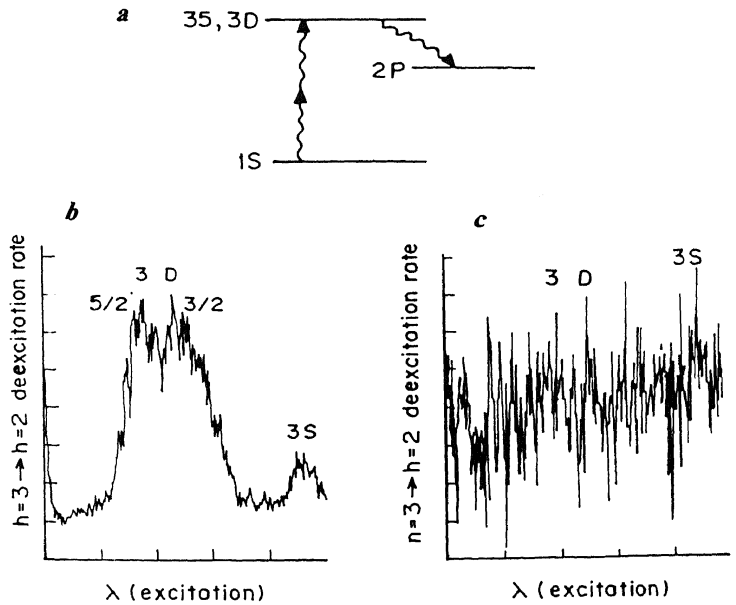 a
35,3D
2P
1S
b
h=3→h=2 deexcitation rate
3 D
5/2
3/2
3S
λ (excitation)
c
n=3→h=2 deexcitation rate
3 D
3S
λ (excitation)